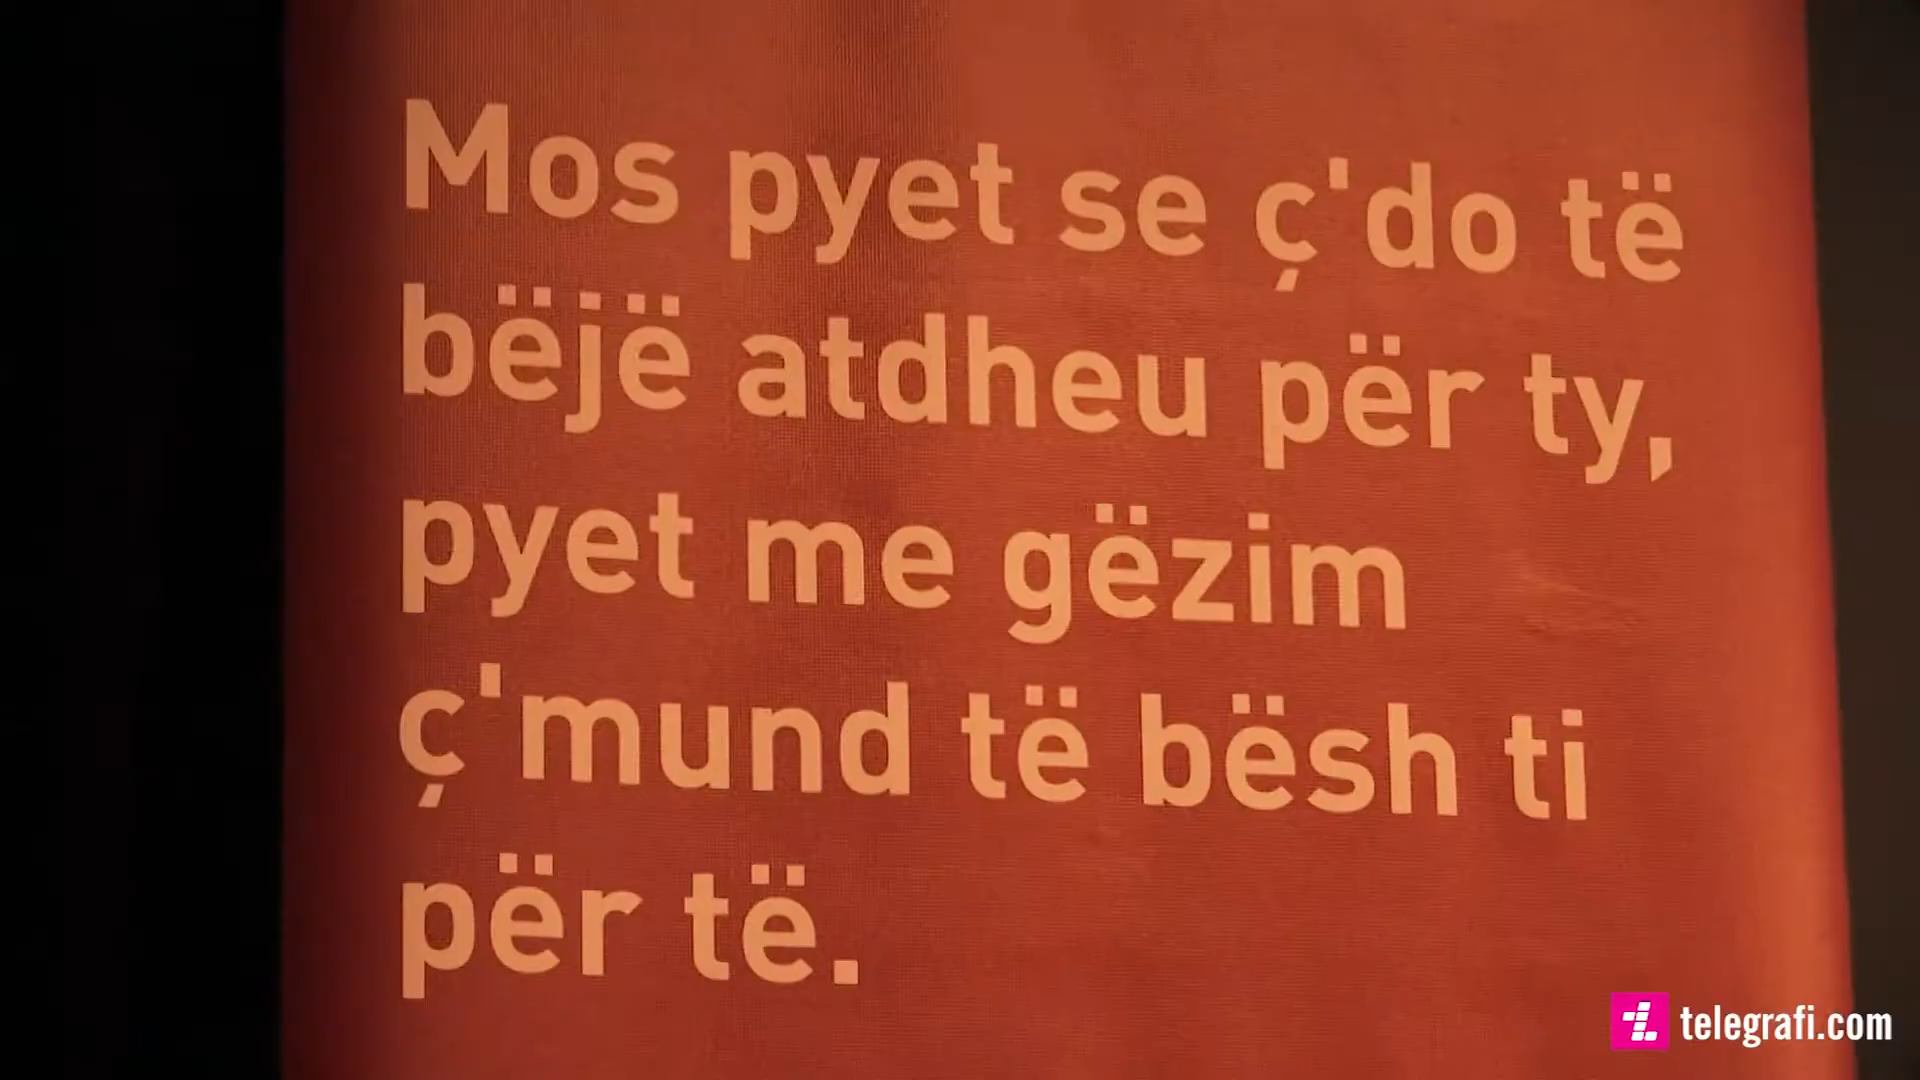 Mos pyet se ç'do të
bëjë atdheu për ty,
pyet me gëzim
ç'mund të bësh ti
për të.
telegrafi.com